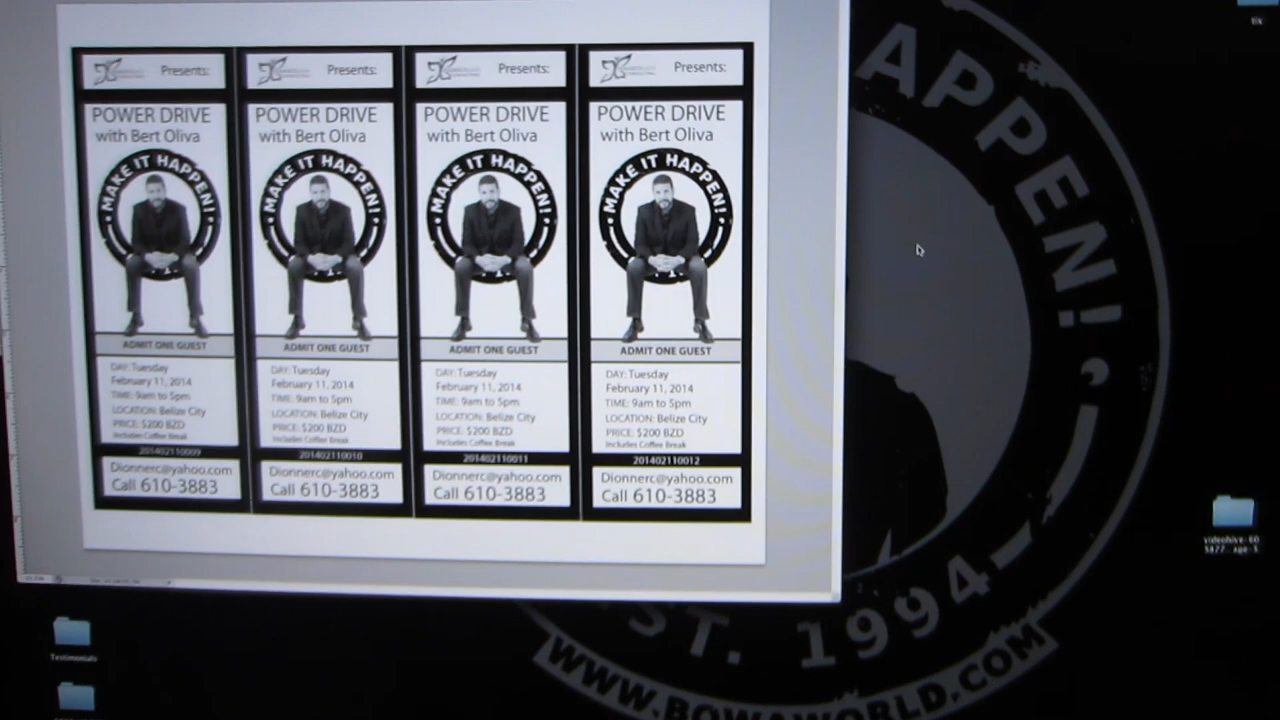 Presents: Presents: Presents: Presents:
POWER DRIVE POWER DRIVE POWER DRIVE POWER DRIVE
with Bert Oliva with Bert Oliva with Bert Oliva with Bert Oliva
MAKE IT HAPPEN! MAKE IT HAPPEN! MAKE IT HAPPEN! MAKE IT HAPPEN!
ADMIT ONE GUEST ADMIT ONE GUEST ADMIT ONE GUEST ADMIT ONE GUEST
DAY: Tuesday DAY: Tuesday DAY: Tuesday DAY: Tuesday
February 11, 2014 February 11, 2014 February 11, 2014 February 11, 2014
TIME: 9am to 5pm TIME: 9am to 5pm TIME: 9am to 5pm TIME: 9am to 5pm
LOCATION: Belize City LOCATION: Belize City LOCATION: Belize City LOCATION: Belize City
PRICE: $200 BZD PRICE: $200 BZD PRICE: $200 BZD PRICE: $200 BZD
Includes Coffee Break Includes Coffee Break Includes Coffee Break Includes Coffee Break
201402110009 201402110010 201402110011 201402110012
Dionnerc@yahoo.com Dionnerc@yahoo.com Dionnerc@yahoo.com Dionnerc@yahoo.com
Call 610-3883 Call 610-3883 Call 610-3883 Call 610-3883
APPEN!
ST. 1994
WWW.BOWAWORLD.COM
tix
Testimonials